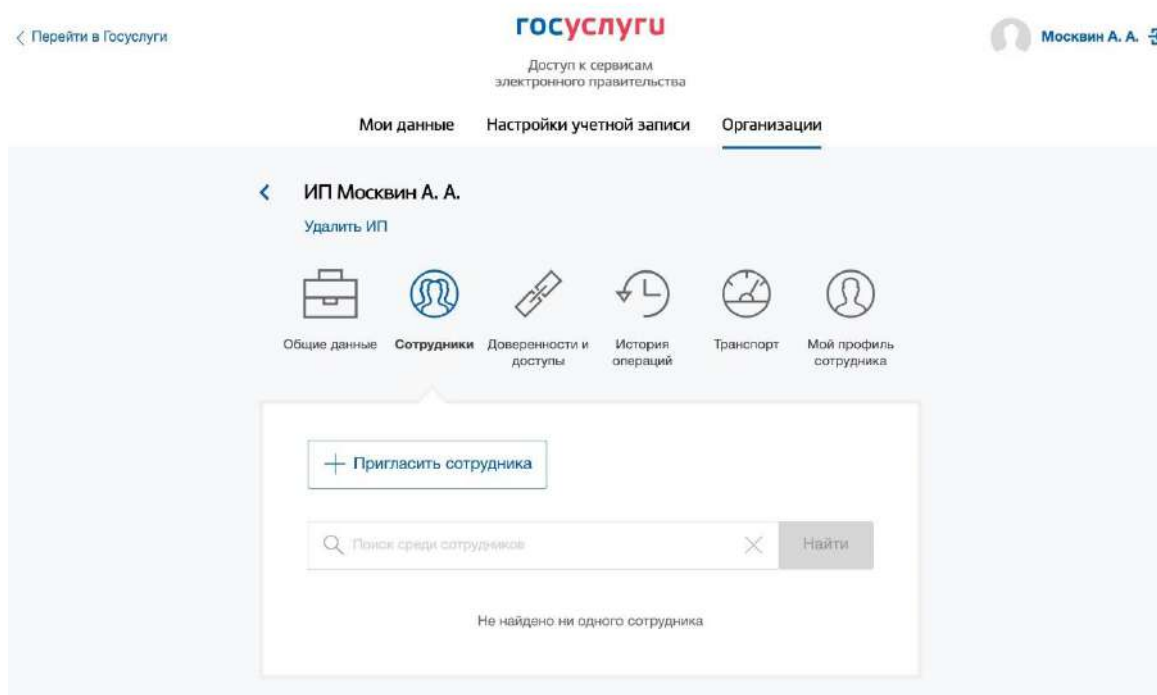 Перейти в Госуслуги
госуслуги
Москвин А. А.
Доступ к сервисам
электронного правительства
Мои данные Настройки учетной записи Организации
ИП Москвин А. А.
Удалить ИП
Общие данные Сотрудники Доверенности и доступы История операций Транспорт Мой профиль сотрудника
Пригласить сотрудника
Поиск среди сотрудников Найти
Не найдено ни одного сотрудника